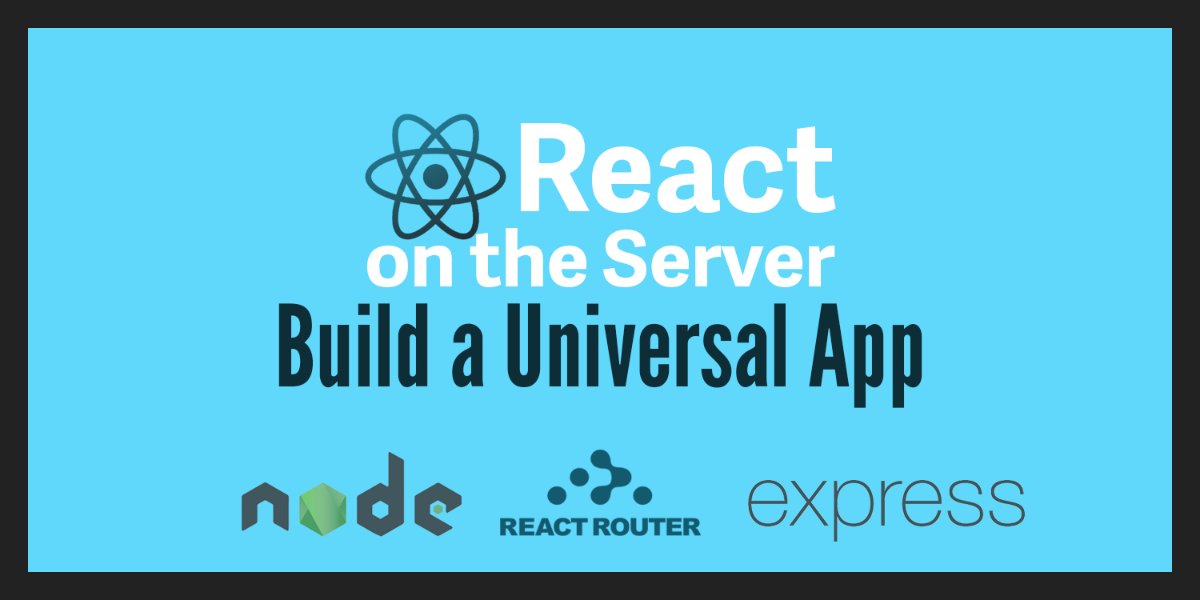 React
on the Server
Build a Universal App
node
REACT ROUTER
express